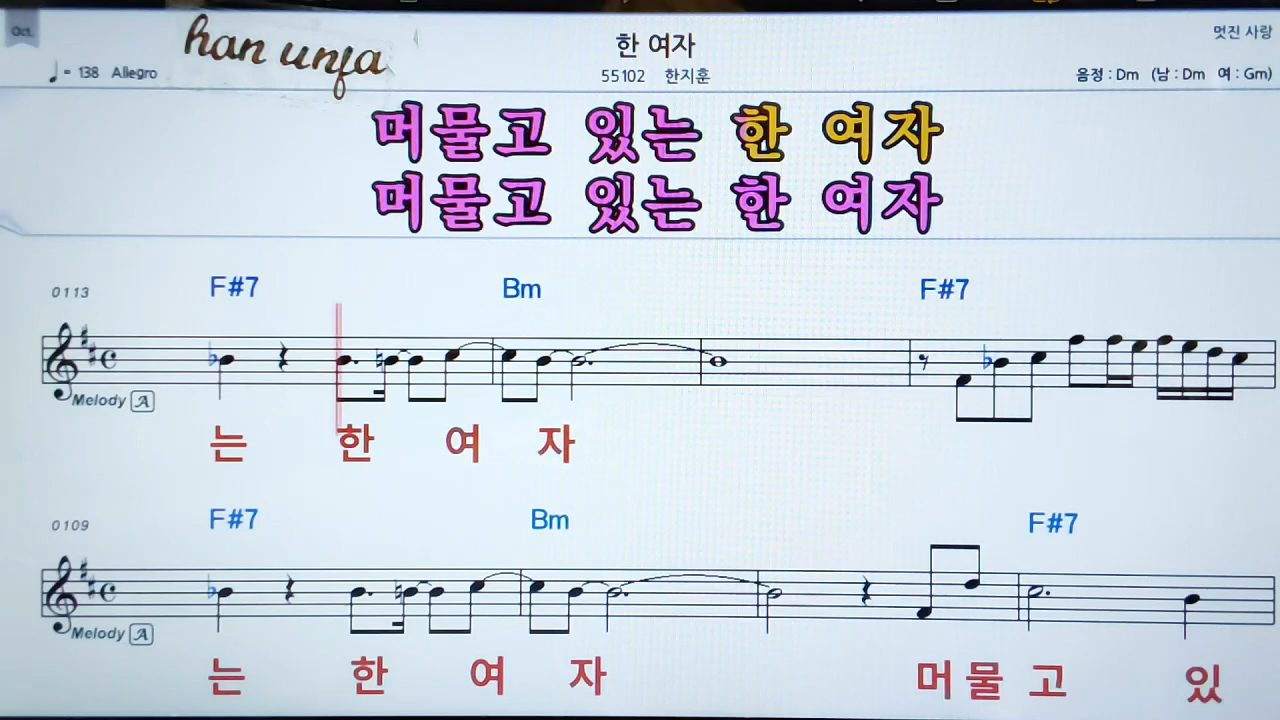 Oct.
han unfa
한 여자
멋진 사랑
♩= 138 Allegro
55102 한지훈
음정 : Dm (남 : Dm 여 : Gm)
머물고 있는 한 여자
머물고 있는 한 여자
0113 F#7 Bm F#7
Melody A
는 한 여 자
0109 F#7 Bm F#7
Melody A
는 한 여 자 머 물 고 있